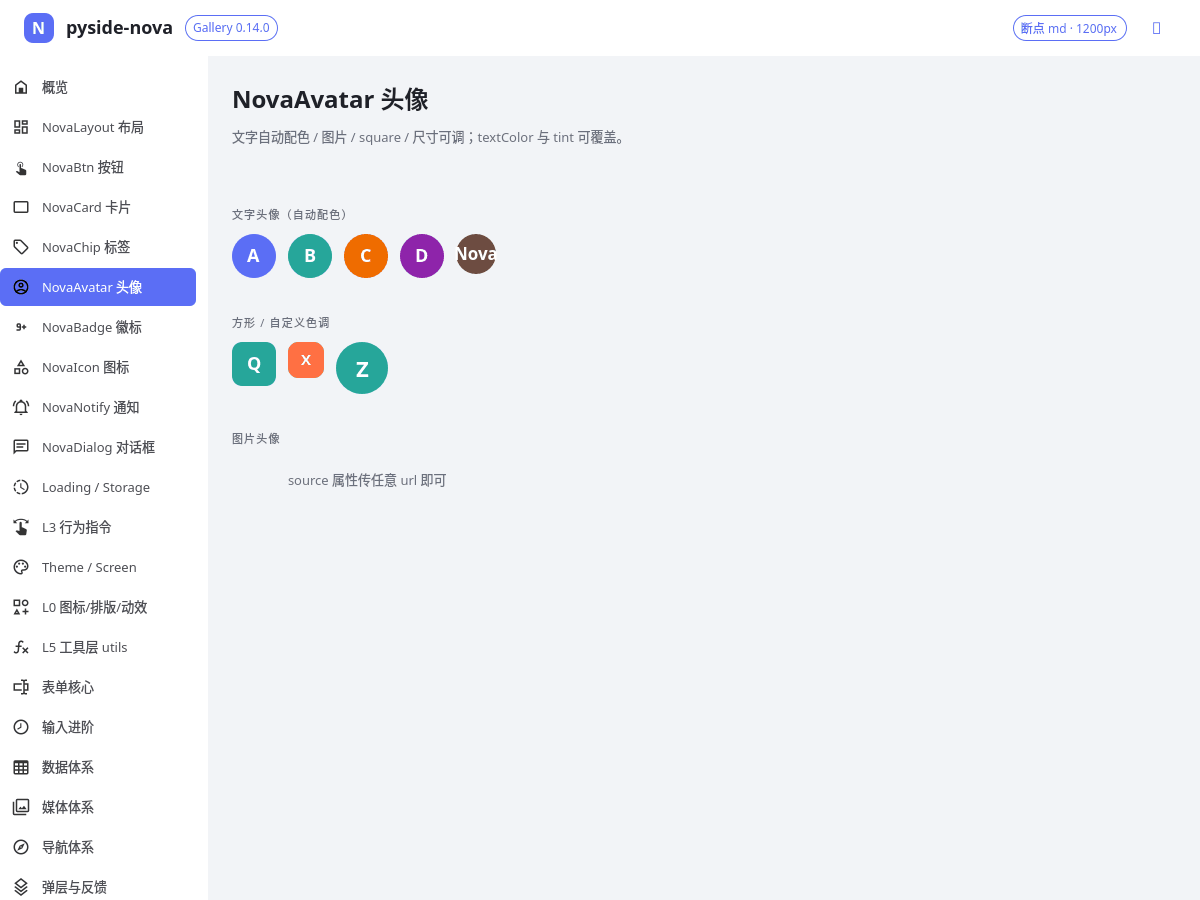 N pyside-nova Gallery 0.14.0 断点 md · 1200px
概览
NovaLayout 布局
NovaBtn 按钮
NovaCard 卡片
NovaChip 标签
NovaAvatar 头像
NovaBadge 徽标
NovaIcon 图标
NovaNotify 通知
NovaDialog 对话框
Loading / Storage
L3 行为指令
Theme / Screen
L0 图标/排版/动效
L5 工具层 utils
表单核心
输入进阶
数据体系
媒体体系
导航体系
弹层与反馈
NovaAvatar 头像
文字自动配色 / 图片 / square / 尺寸可调；textColor 与 tint 可覆盖。
文字头像（自动配色）
A B C D Nova
方形 / 自定义色调
Q X Z
图片头像
source 属性传任意 url 即可